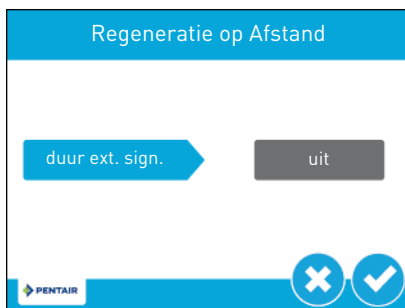 Regeneratie op Afstand
duur ext. sign.
uit
PENTAIR